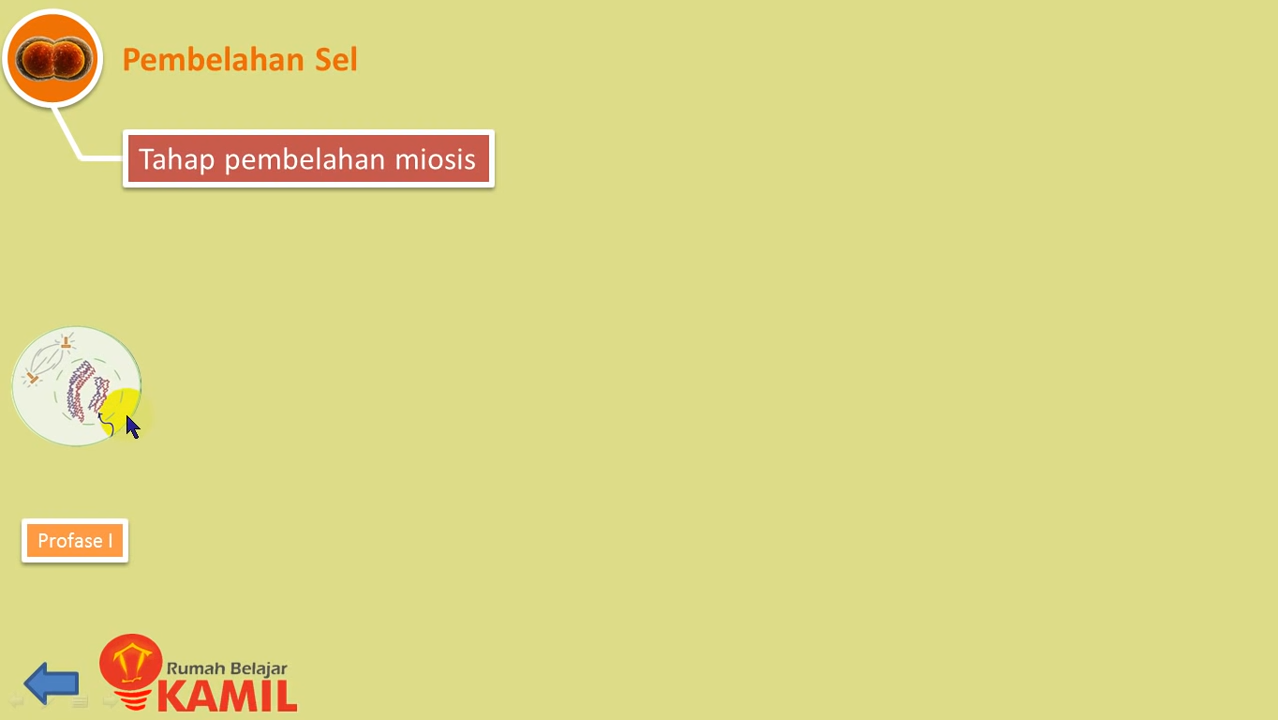 Pembelahan Sel
Tahap pembelahan miosis
Profase I
Rumah Belajar
KAMIL